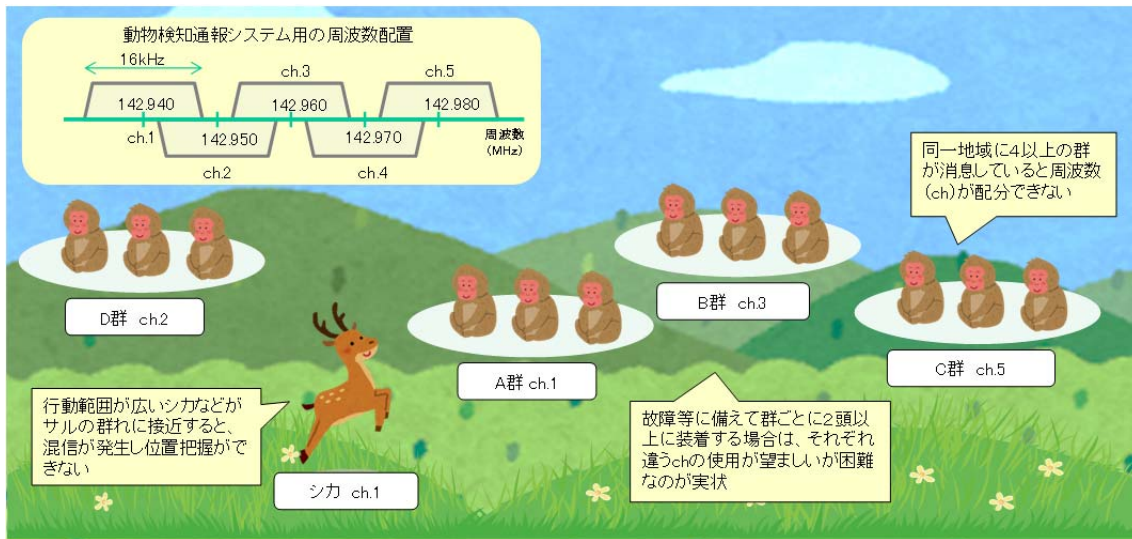 動物検知通報システム用の周波数配置
16kHz
ch.3
ch.5
142.940
142.960
142.980
ch.1
142.950
142.970
周波数
(MHz)
ch.2
ch.4
同一地域に4以上の群
が消息していると周波数
(ch)が配分できない
D群 ch.2
B群 ch.3
A群 ch.1
C群 ch.5
行動範囲が広いシカなどが
サルの群れに接近すると、
混信が発生し位置把握がで
きない
故障等に備えて群ごとに2頭以
上に装着する場合は、それぞれ
違うchの使用が望ましいが困難
なのが実状
シカ ch.1